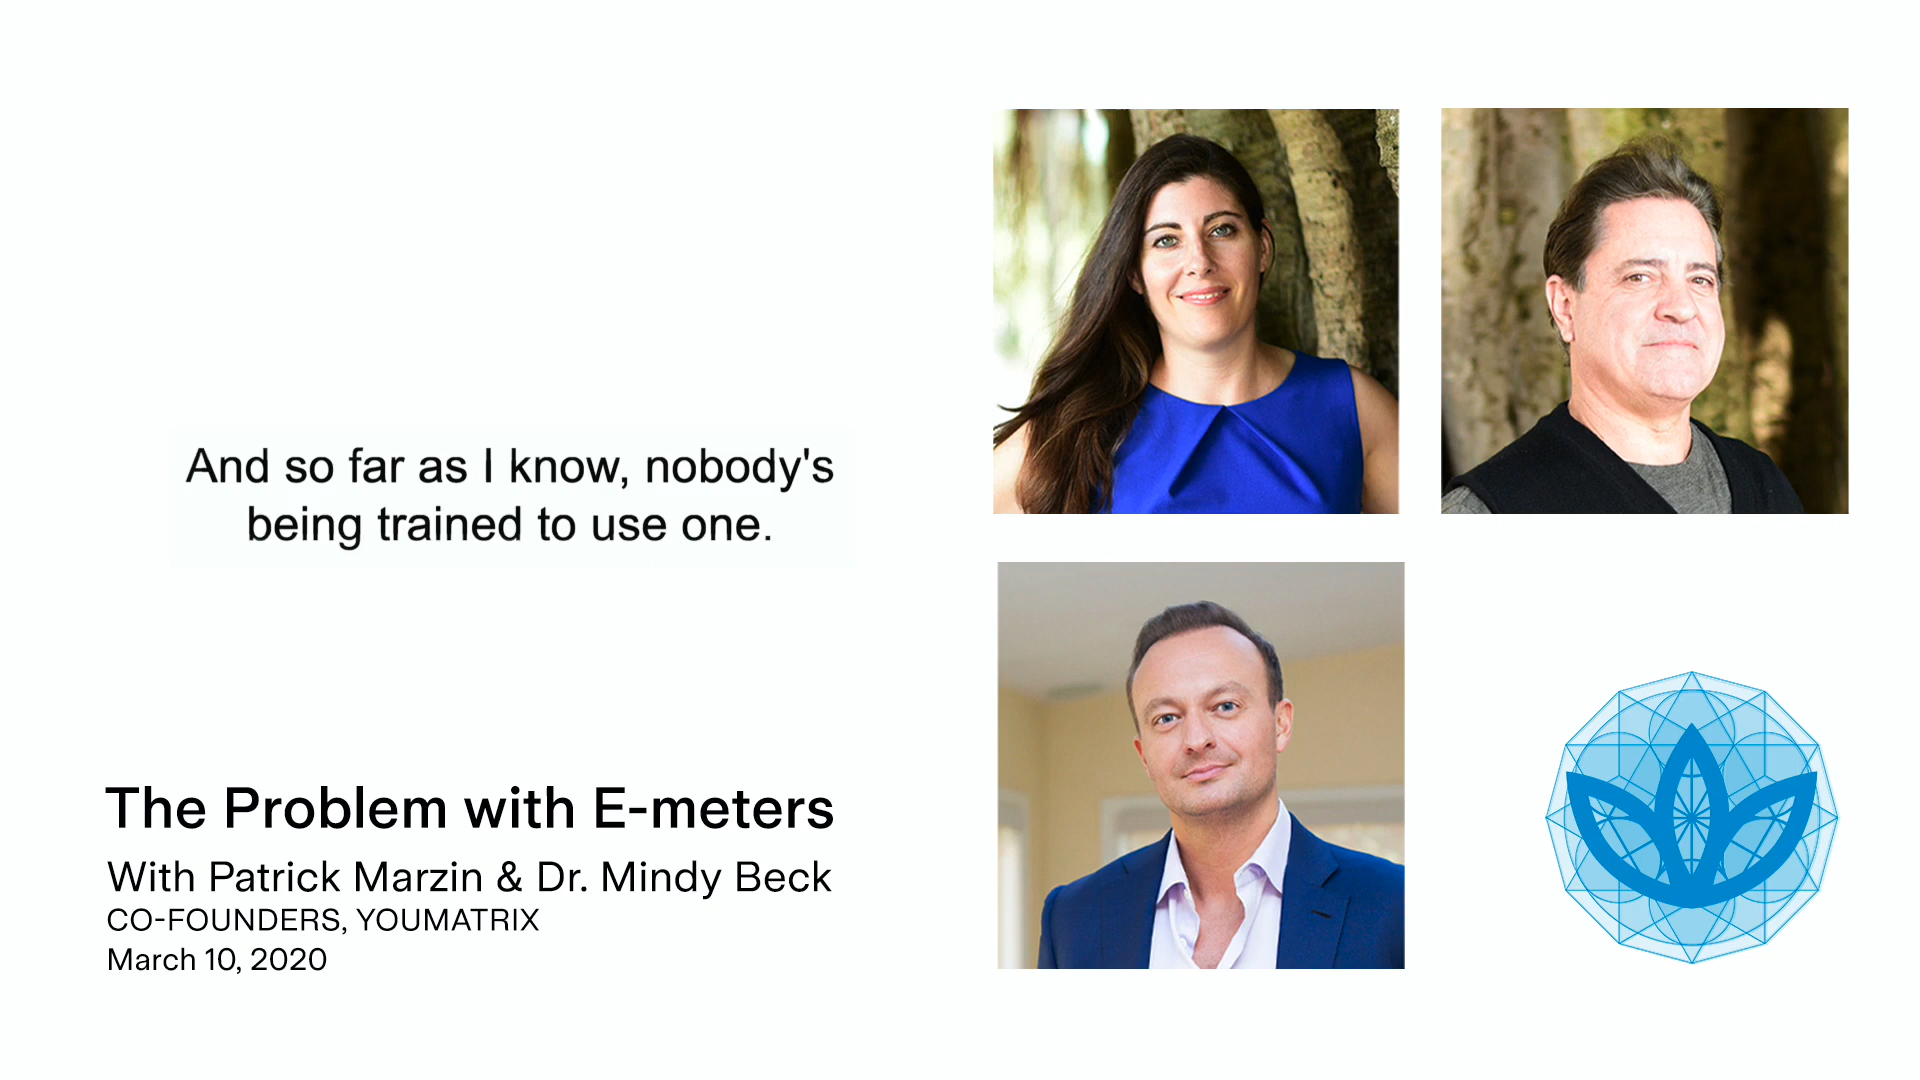 And so far as I know, nobody's
being trained to use one.
The Problem with E-meters
With Patrick Marzin & Dr. Mindy Beck
CO-FOUNDERS, YOUMATRIX
March 10, 2020